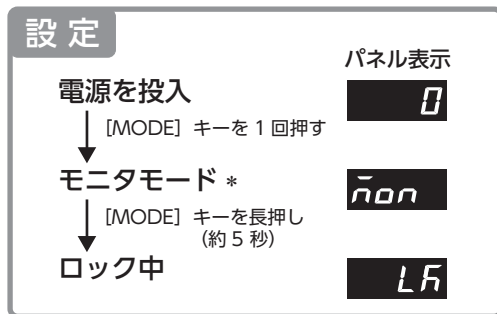 設定
パネル表示
電源を投入
0
[MODE] キーを1回押す
モニタモード *
mon
[MODE] キーを長押し
(約5秒)
ロック中
LK